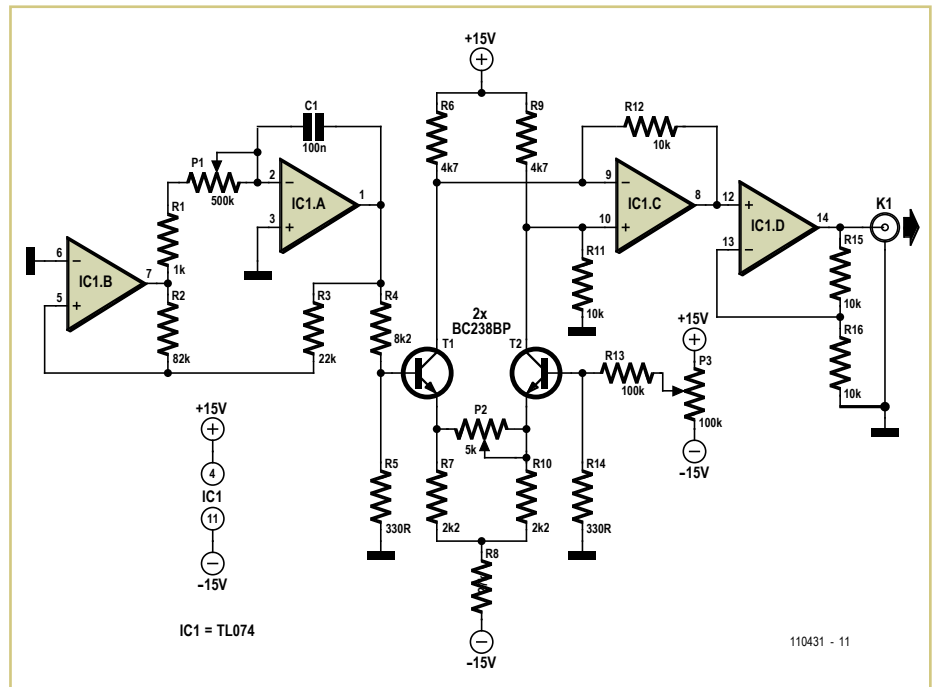 +15V
+
C1
100n
R6
4k7
R9
4k7
R12
10k
P1
500k
2
−
3
+
1
IC1.A
9
−
10
+
8
IC1.C
12
+
13
−
14
IC1.D
K1
R1
1k
6
−
5
+
7
IC1.B
R2
82k
R3
22k
R4
8k2
R11
10k
R15
10k
R16
10k
2x
BC238BP
T1
T2
R13
100k
+15V
+
P3
100k
−
−15V
P2
5k
R5
330R
R7
2k2
R10
2k2
R14
330R
R8
−
−15V
+15V
+
4
IC1
11
−
−15V
IC1 = TL074
110431 - 11